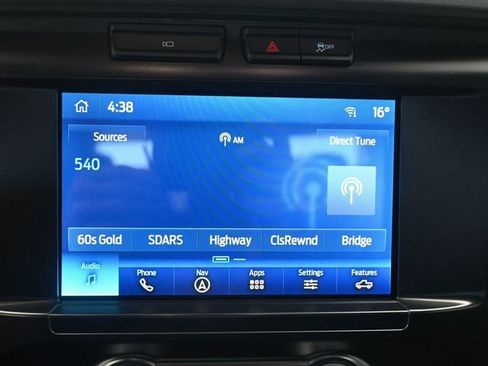 OFF
4:38 16°
Sources AM Direct Tune
540
60s Gold SDARS Highway ClsRewnd Bridge
Audio Phone Nav Apps Settings Features